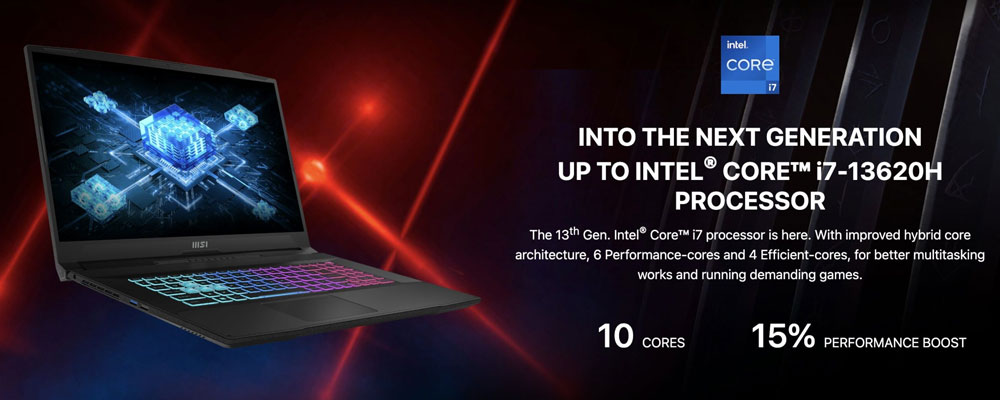 intel.
CORE
i7
INTO THE NEXT GENERATION
UP TO INTEL® CORE™ i7-13620H
PROCESSOR
The 13th Gen. Intel® Core™ i7 processor is here. With improved hybrid core
architecture, 6 Performance-cores and 4 Efficient-cores, for better multitasking
works and running demanding games.
10 CORES
15% PERFORMANCE BOOST
msi